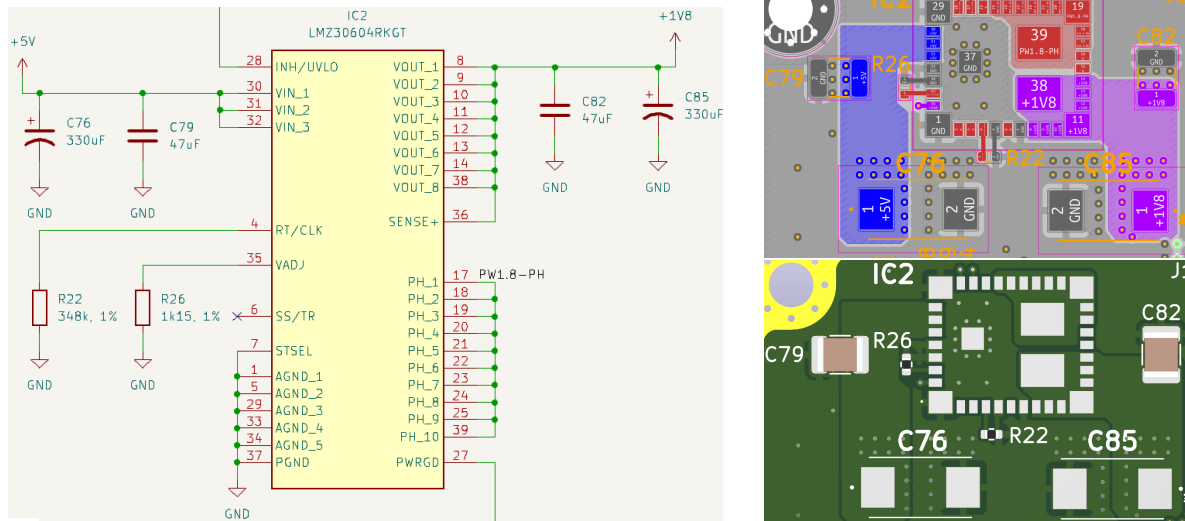 IC2
LMZ30604RKGT
+5V
+1V8
28 INH/UVLO
VOUT_1 8
30 VIN_1
VOUT_2 9
31 VIN_2
VOUT_3 10
32 VIN_3
VOUT_4 11
VOUT_5 12
VOUT_6 13
VOUT_7 14
VOUT_8 38
C76
330uF
C79
47uF
C82
47uF
C85
330uF
GND
GND
GND
GND
SENSE+ 36
4 RT/CLK
35 VADJ
PH_1 17
PW1.8-PH
PH_2 18
R22
348k, 1%
R26
1k15, 1%
6 SS/TR
PH_3 19
PH_4 20
7 STSEL
PH_5 21
GND
GND
1 AGND_1
PH_6 22
5 AGND_2
PH_7 23
29 AGND_3
PH_8 24
33 AGND_4
PH_9 25
34 AGND_5
PH_10 39
37 PGND
PWRGD 27
GND
IC2
29
GND
19
PW1.8-PH
GND
39
PW1.8-PH
C82
2
GND
R26
C79
2
GND
1
+5V
37
GND
38
+1V8
1
+1V8
1
GND
11
+1V8
C76
R22
C85
1
+5V
2
GND
2
GND
1
+1V8
IC2
J1
C82
C79
R26
R22
C76
C85